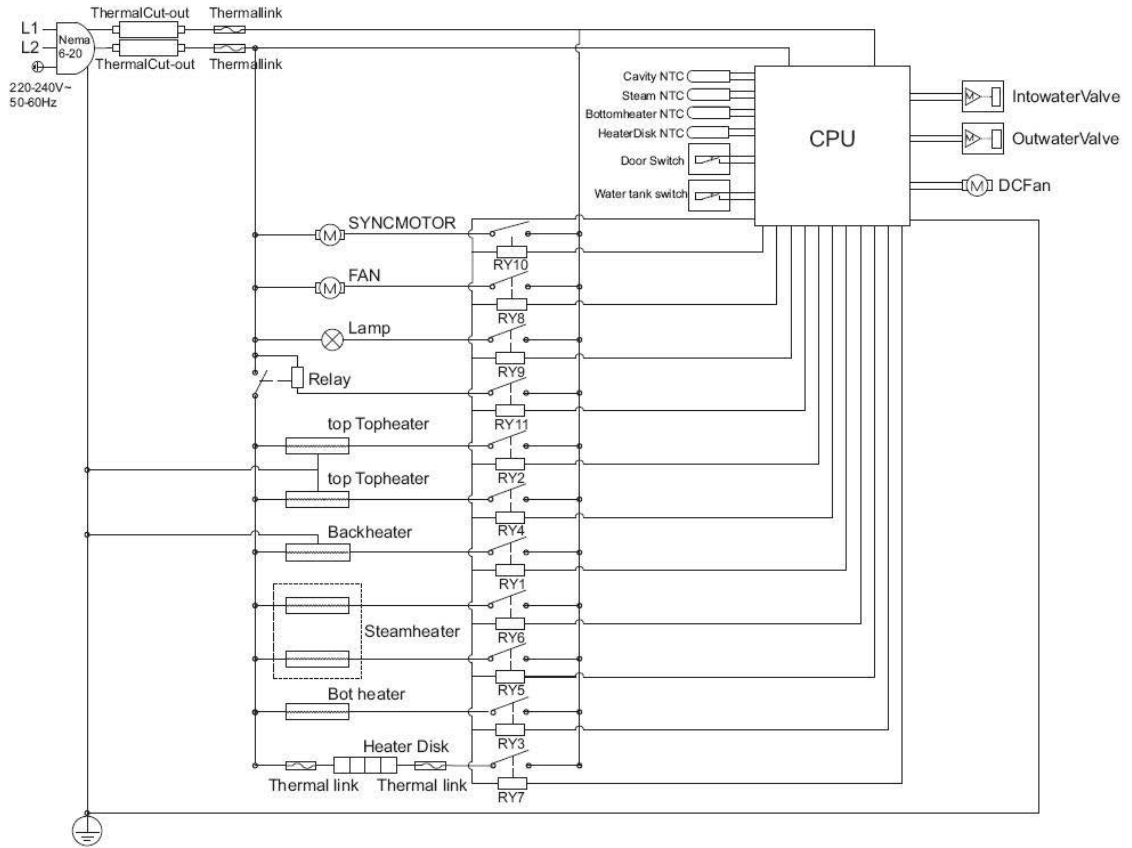 ThermalCut-out
Thermallink
L1
L2
Nema
6-20
ThermalCut-out
Thermallink
220-240V~
50-60Hz
Cavity NTC
Steam NTC
Bottomheater NTC
HeaterDisk NTC
Door Switch
Water tank switch
CPU
M
IntowaterValve
M
OutwaterValve
M
DCFan
M
SYNCMOTOR
RY10
M
FAN
RY8
Lamp
RY9
Relay
RY11
top Topheater
RY2
top Topheater
RY4
Backheater
RY1
RY6
Steamheater
RY5
Bot heater
RY3
Heater Disk
Thermal link
Thermal link
RY7